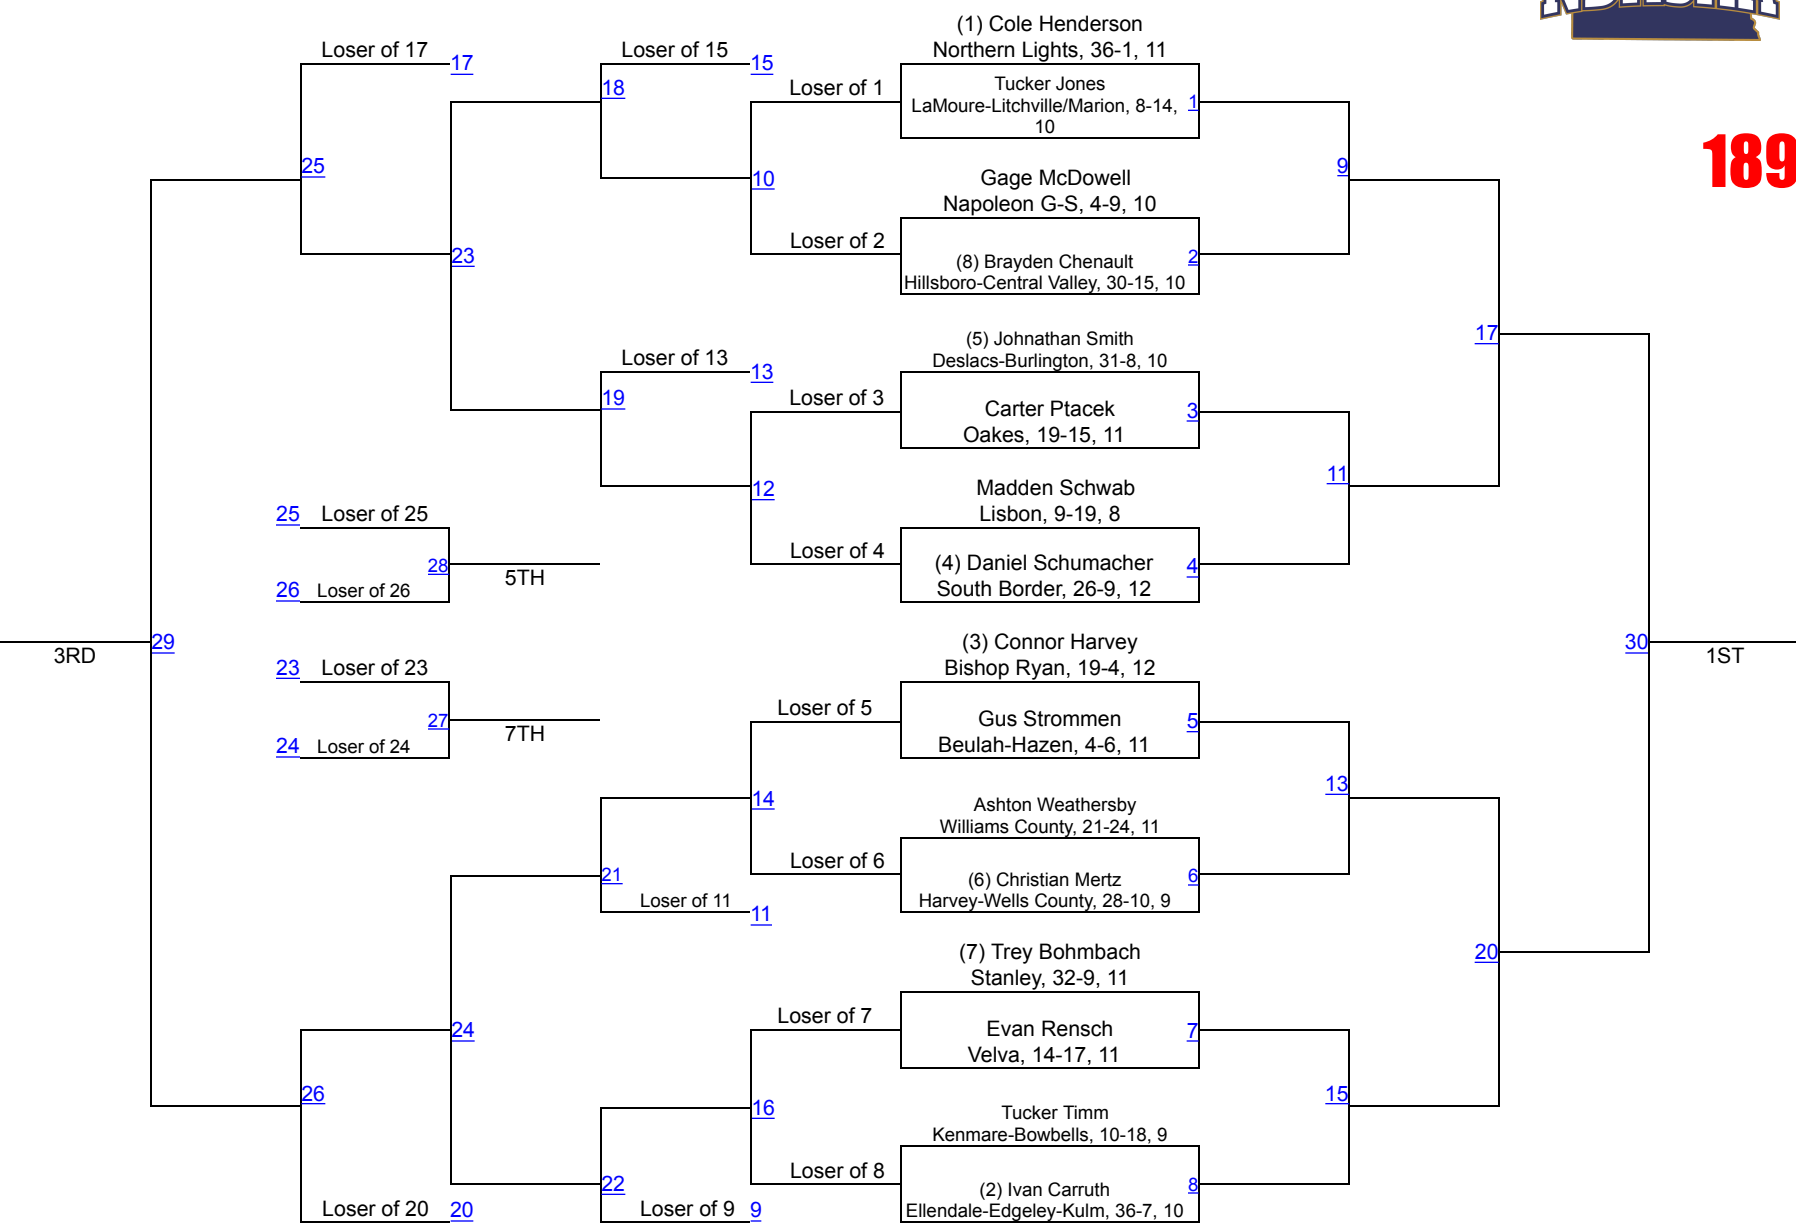 NDHSAA
189
Loser of 17
17
Loser of 15
15
18
25
23
10
Loser of 1
Loser of 2
(1) Cole Henderson
Northern Lights, 36-1, 11
Tucker Jones
LaMoure-Litchville/Marion, 8-14,
10
1
Gage McDowell
Napoleon G-S, 4-9, 10
(8) Brayden Chenault
Hillsboro-Central Valley, 30-15, 10
2
9
17
Loser of 13
13
19
12
Loser of 3
Loser of 4
(5) Johnathan Smith
Deslacs-Burlington, 31-8, 10
Carter Ptacek
Oakes, 19-15, 11
3
Madden Schwab
Lisbon, 9-19, 8
(4) Daniel Schumacher
South Border, 26-9, 12
4
11
25
Loser of 25
28
5TH
26
Loser of 26
3RD
29
23
Loser of 23
27
7TH
24
Loser of 24
30
1ST
Loser of 5
14
Loser of 6
21
Loser of 11
11
(3) Connor Harvey
Bishop Ryan, 19-4, 12
Gus Strommen
Beulah-Hazen, 4-6, 11
5
Ashton Weathersby
Williams County, 21-24, 11
(6) Christian Mertz
Harvey-Wells County, 28-10, 9
6
13
20
24
26
Loser of 20
20
Loser of 7
16
Loser of 8
22
Loser of 9
9
(7) Trey Bohmbach
Stanley, 32-9, 11
Evan Rensch
Velva, 14-17, 11
7
Tucker Timm
Kenmare-Bowbells, 10-18, 9
(2) Ivan Carruth
Ellendale-Edgeley-Kulm, 36-7, 10
8
15